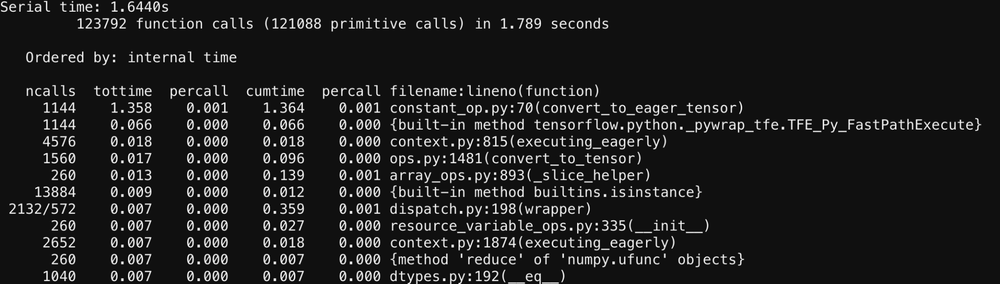 Serial time: 1.6440s
         123792 function calls (121088 primitive calls) in 1.789 seconds

   Ordered by: internal time

   ncalls  tottime  percall  cumtime  percall filename:lineno(function)
     1144    1.358    0.001    1.364    0.001 constant_op.py:70(convert_to_eager_tensor)
     1144    0.066    0.000    0.066    0.000 {built-in method tensorflow.python._pywrap_tfe.TFE_Py_FastPathExecute}
     4576    0.018    0.000    0.018    0.000 context.py:815(executing_eagerly)
     1560    0.017    0.000    0.096    0.000 ops.py:1481(convert_to_tensor)
      260    0.013    0.000    0.139    0.001 array_ops.py:893(_slice_helper)
    13884    0.009    0.000    0.012    0.000 {built-in method builtins.isinstance}
 2132/572    0.007    0.000    0.359    0.001 dispatch.py:198(wrapper)
      260    0.007    0.000    0.027    0.000 resource_variable_ops.py:335(__init__)
     2652    0.007    0.000    0.018    0.000 context.py:1874(executing_eagerly)
      260    0.007    0.000    0.007    0.000 {method 'reduce' of 'numpy.ufunc' objects}
     1040    0.007    0.000    0.007    0.000 dtypes.py:192(__eq__)